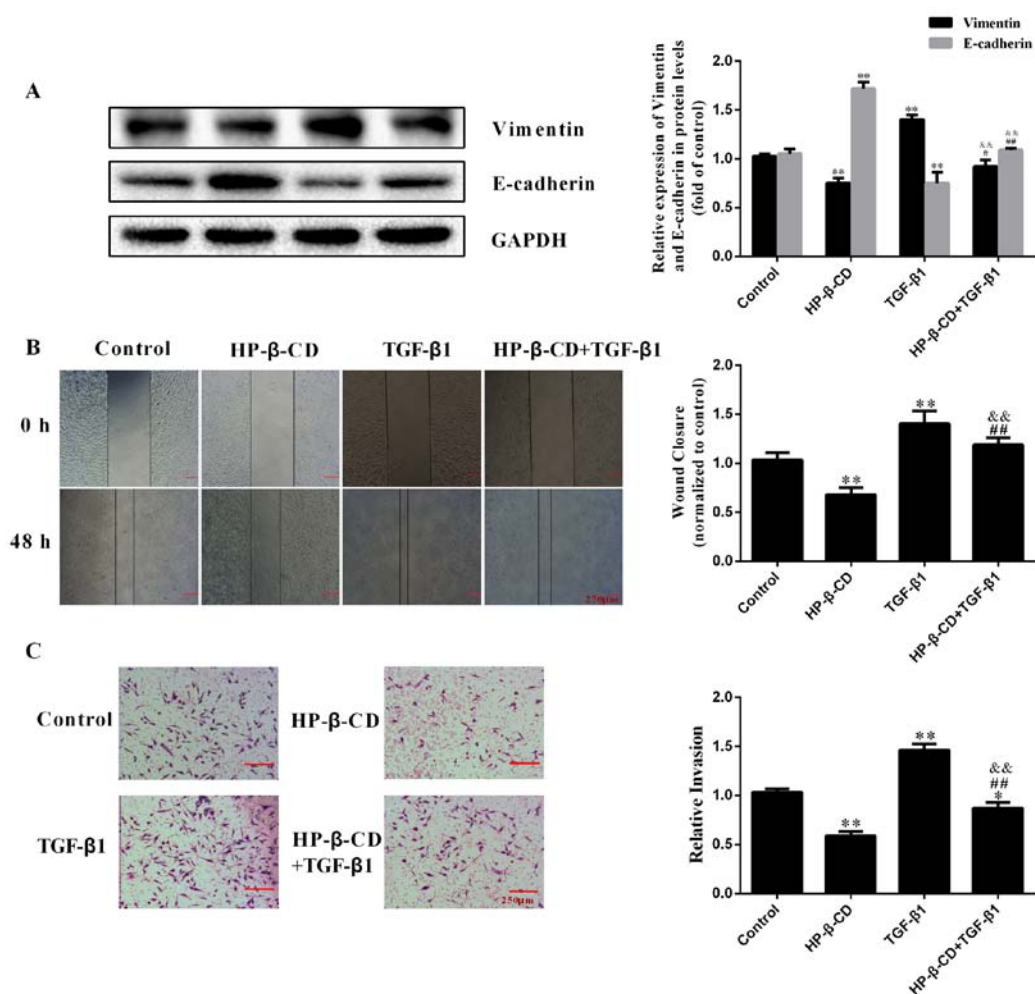 Vimentin
E-cadherin
A
Vimentin
E-cadherin
GAPDH
Relative expression of Vimentin
and E-cadherin in protein levels
(fold of control)
2.0
1.5
1.0
0.5
0.0
**
**
**
**
&&
#
&&
##
Control
HP-β-CD
TGF-β1
HP-β-CD+TGF-β1
B
Control HP-β-CD TGF-β1 HP-β-CD+TGF-β1
0 h
48 h
270μm
Wound Closure
(normalized to control)
2.0
1.5
1.0
0.5
0.0
**
**
&&
##
Control
HP-β-CD
TGF-β1
HP-β-CD+TGF-β1
C
Control
HP-β-CD
TGF-β1
HP-β-CD
+TGF-β1
250μm
Relative Invasion
2.0
1.5
1.0
0.5
0.0
**
**
&&
##
*
Control
HP-β-CD
TGF-β1
HP-β-CD+TGF-β1